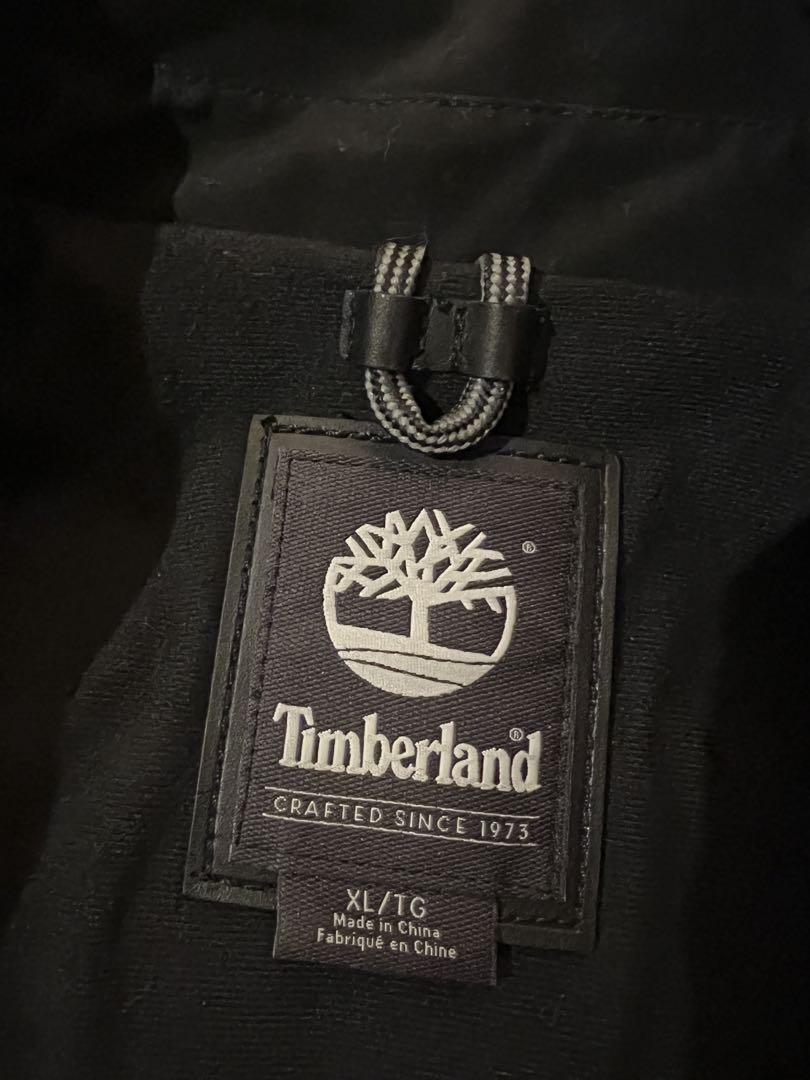 ®
Timberland®
CRAFTED SINCE 1973
XL/TG
Made in China
Fabriqué en Chine